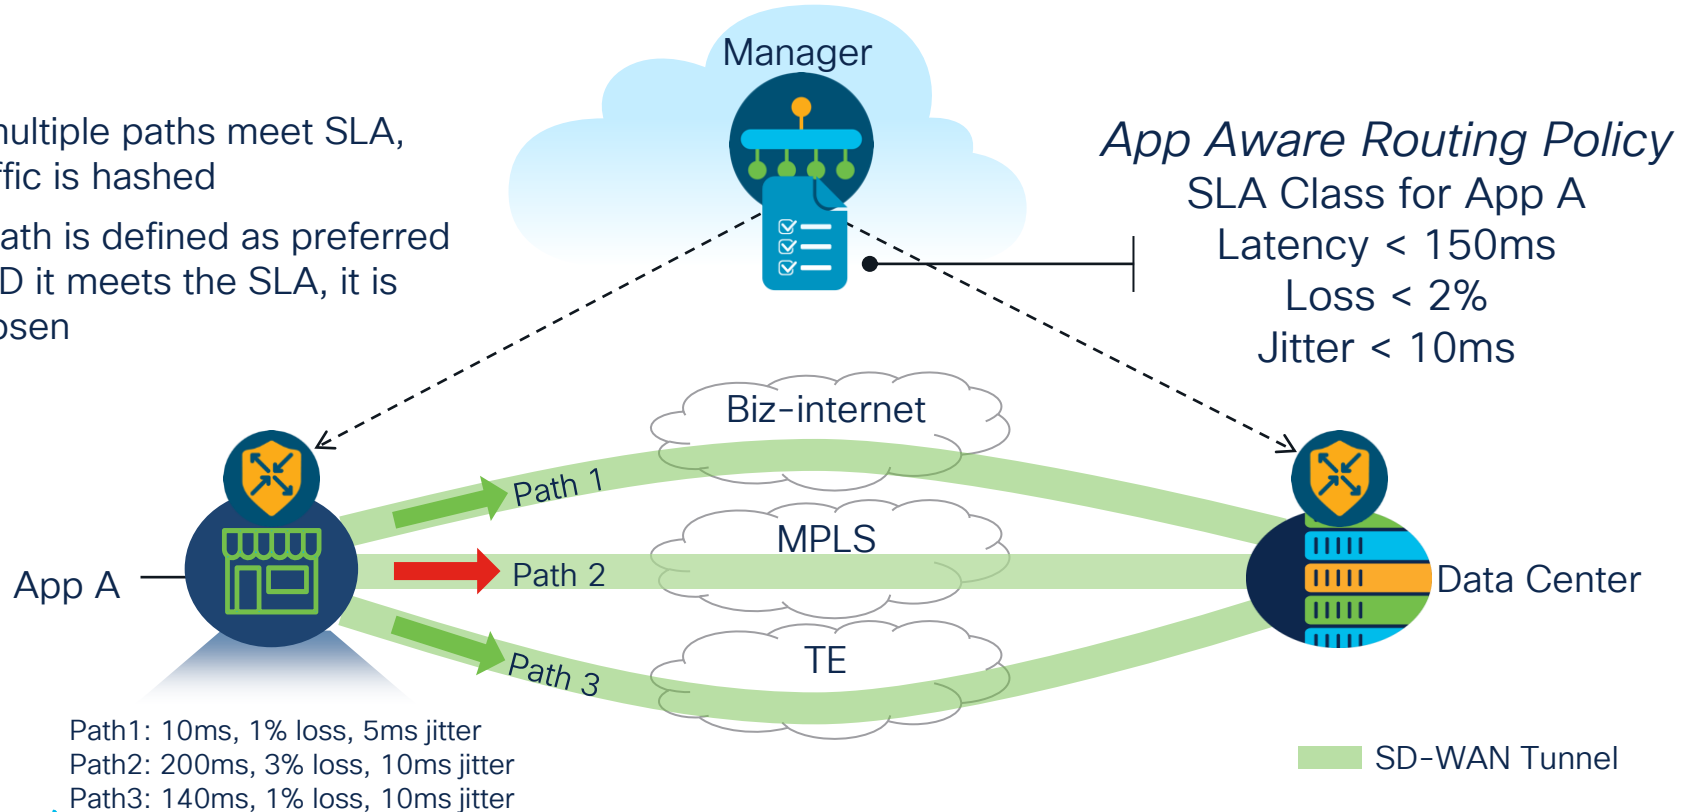 Manager
multiple paths meet SLA,
ffic is hashed
ath is defined as preferred
D it meets the SLA, it is
osen
App Aware Routing Policy
SLA Class for App A
Latency < 150ms
Loss < 2%
Jitter < 10ms
Biz-internet
Path 1
MPLS
Path 2
App A
Data Center
TE
Path 3
Path1: 10ms, 1% loss, 5ms jitter
Path2: 200ms, 3% loss, 10ms jitter
Path3: 140ms, 1% loss, 10ms jitter
SD-WAN Tunnel